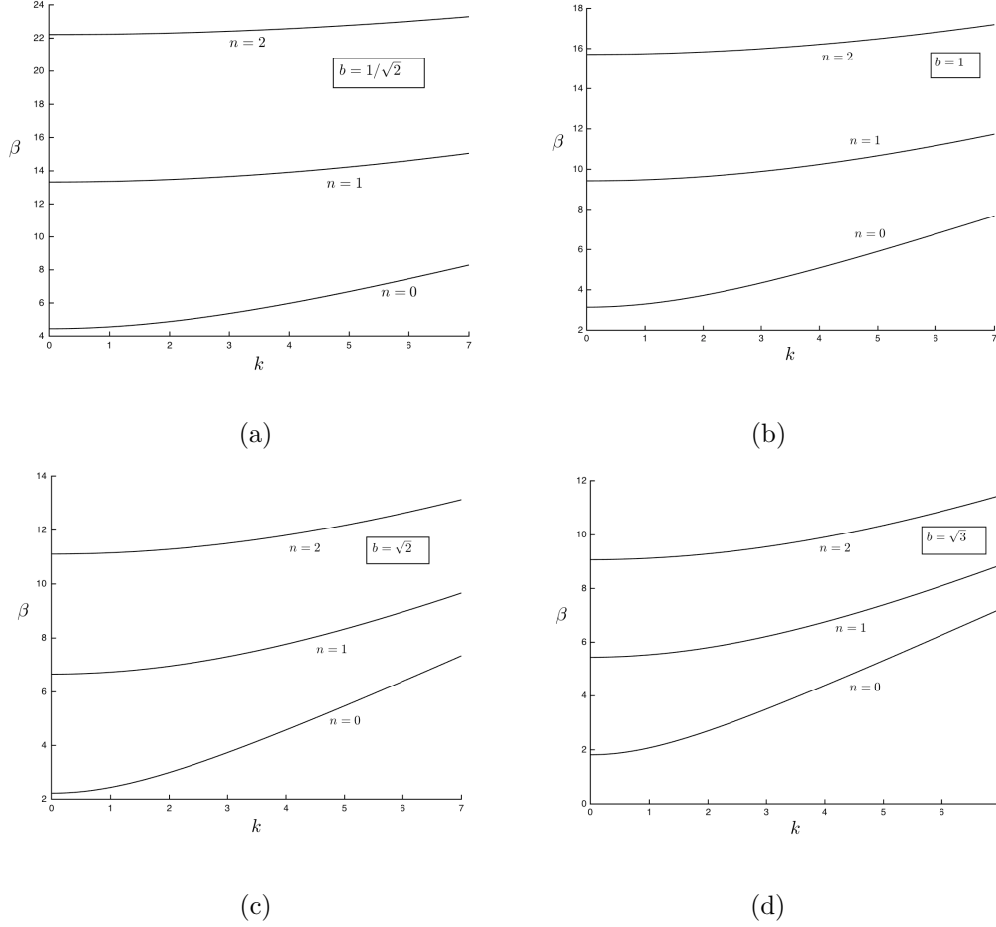 24
22
20
18
16
14
12
10
8
6
4
β
n = 2
b = 1/√2
n = 1
n = 0
0 1 2 3 4 5 6 7
k
(a)
18
16
14
12
10
8
6
4
2
β
n = 2
b = 1
n = 1
n = 0
0 1 2 3 4 5 6 7
k
(b)
14
12
10
8
6
4
2
β
n = 2
b = √2
n = 1
n = 0
0 1 2 3 4 5 6 7
k
(c)
12
10
8
6
4
2
0
β
n = 2
b = √3
n = 1
n = 0
0 1 2 3 4 5 6 7
k
(d)